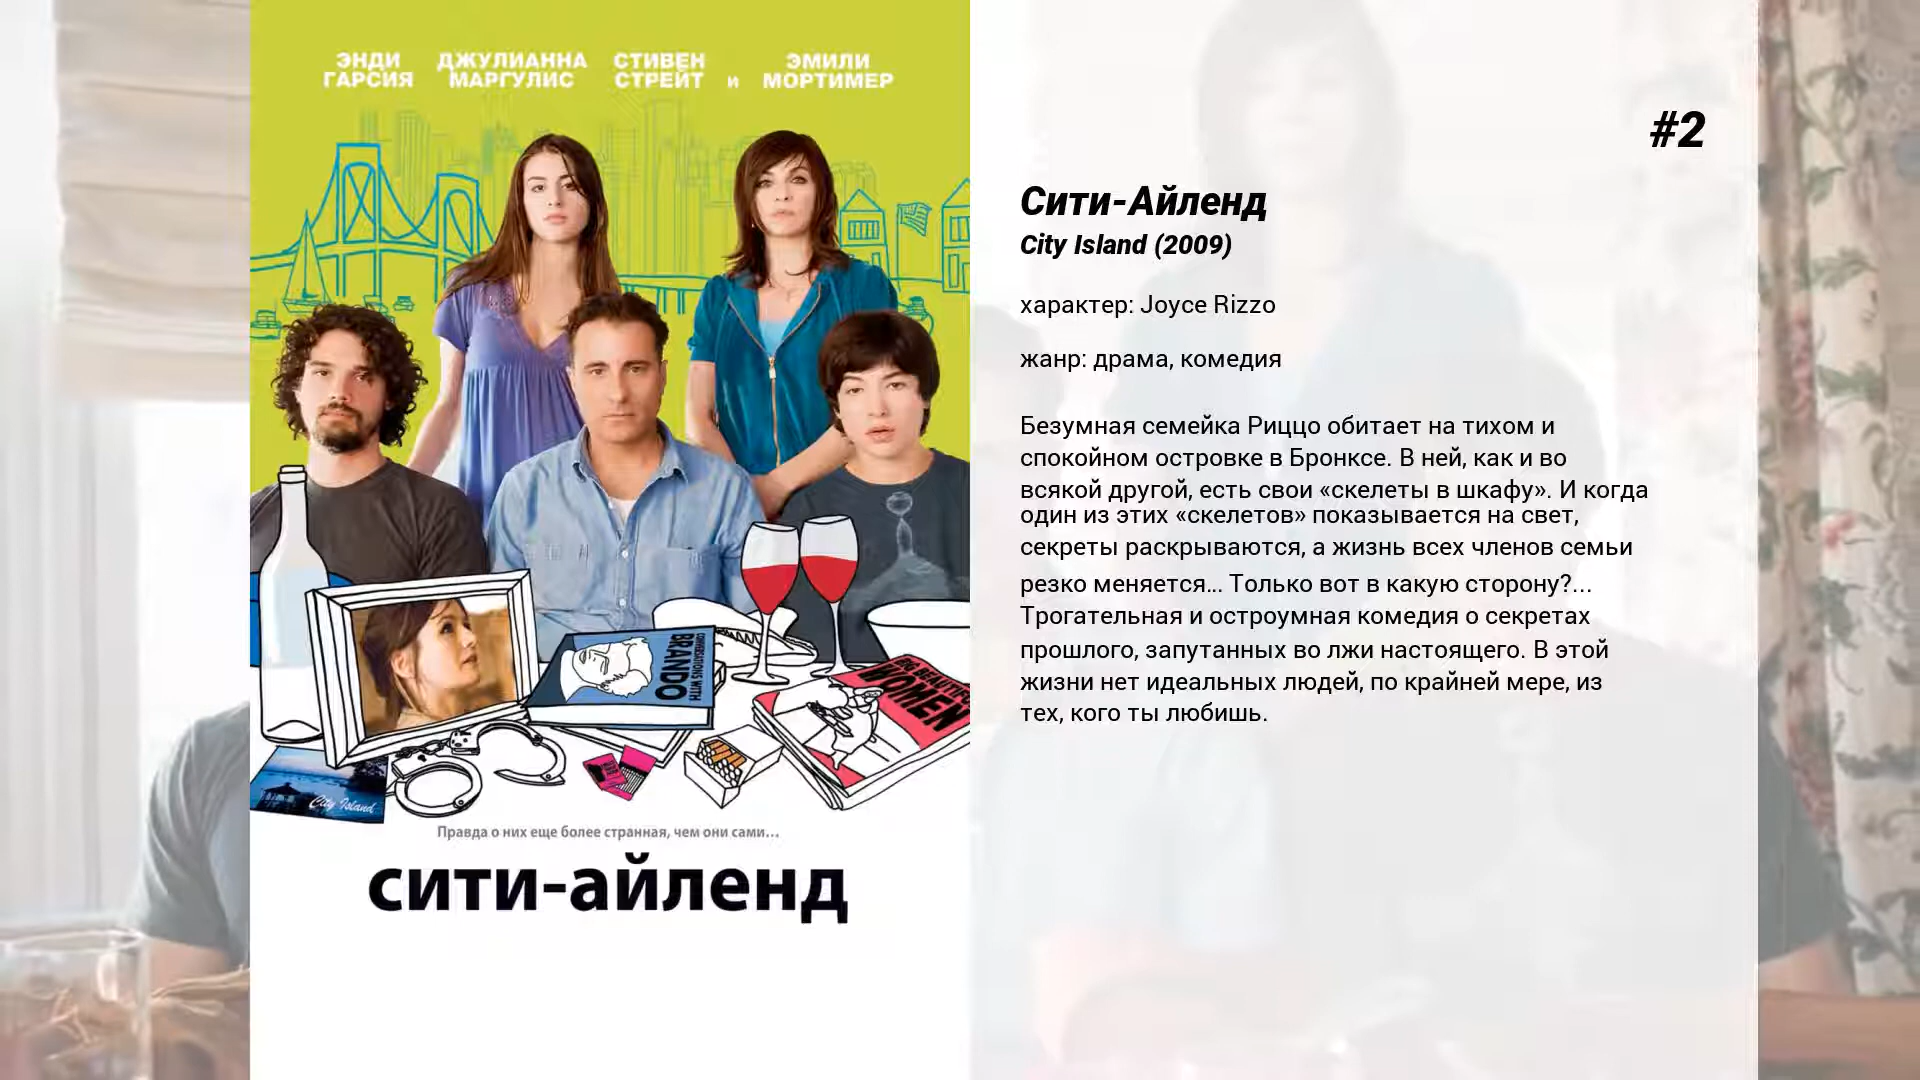 ЭНДИ ГАРСИЯ
ДЖУЛИАННА МАРГУЛИС
СТИВЕН СТРЕЙТ
и
ЭМИЛИ МОРТИМЕР
CONVERSATIONS WITH
BRANDO
BIG BEAUTIFUL
WOMEN
City Island
Правда о них еще более странная, чем они сами...
сити-айленд
#2
Сити-Айленд
City Island (2009)
характер: Joyce Rizzo
жанр: драма, комедия
Безумная семейка Риццо обитает на тихом и
спокойном островке в Бронксе. В ней, как и во
всякой другой, есть свои «скелеты в шкафу». И когда
один из этих «скелетов» показывается на свет,
секреты раскрываются, а жизнь всех членов семьи
резко меняется... Только вот в какую сторону?...
Трогательная и остроумная комедия о секретах
прошлого, запутанных во лжи настоящего. В этой
жизни нет идеальных людей, по крайней мере, из
тех, кого ты любишь.